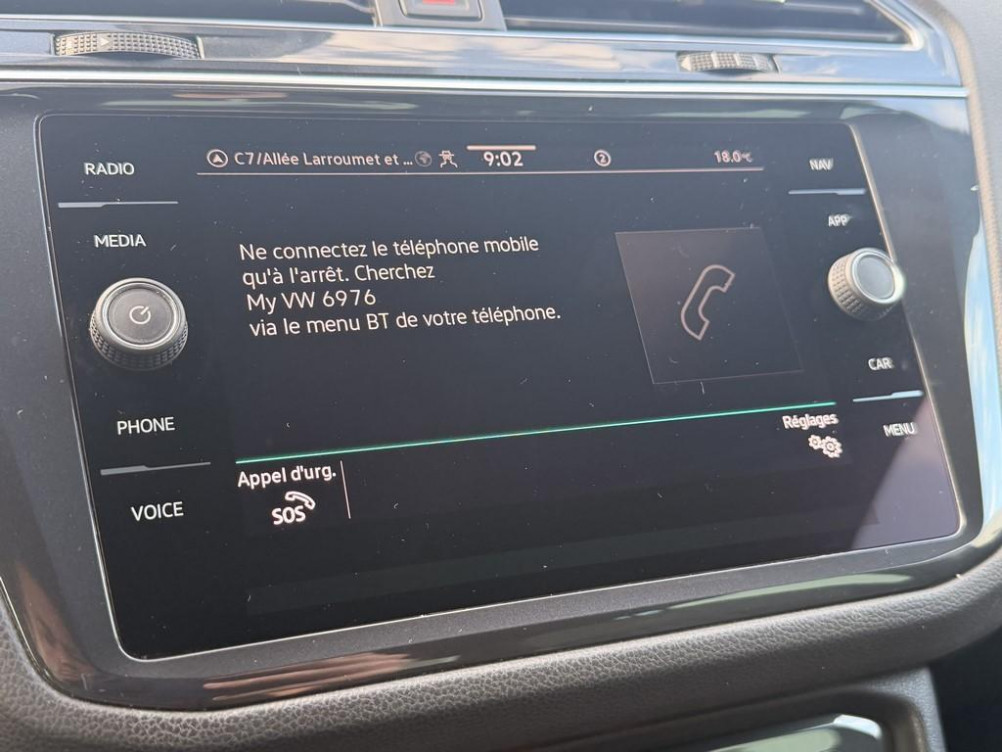 RADIO
C7/Allée Larroumet et ...
9:02
2
18.0°C
NAV
MEDIA
APP
Ne connectez le téléphone mobile
qu'à l'arrêt. Cherchez
My VW 6976
via le menu BT de votre téléphone.
CAR
PHONE
Réglages
MENU
Appel d'urg.
SOS
VOICE